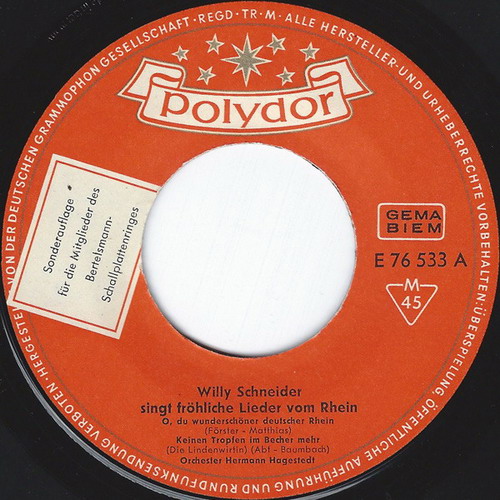 HERGESTELLT VON DER DEUTSCHEN GRAMMOPHON GESELLSCHAFT · REGD·TR·M · ALLE HERSTELLER- UND URHEBERRECHTE VORBEHALTEN: ÜBERSPIELUNG, ÖFFENTLICHE AUFFÜHRUNG UND RUNDFUNKSENDUNG VERBOTEN·
polydor
Sonderauflage
für die Mitglieder des
Bertelsmann-
Schallplattenringes
GEMA
BIEM
E 76 533 A
M
45
Willy Schneider
singt fröhliche Lieder vom Rhein
O, du wunderschöner deutscher Rhein
(Förster - Matthias)
Keinen Tropfen im Becher mehr
(Die Lindenwirtin) (Abt - Baumbach)
Orchester Hermann Hagestedt